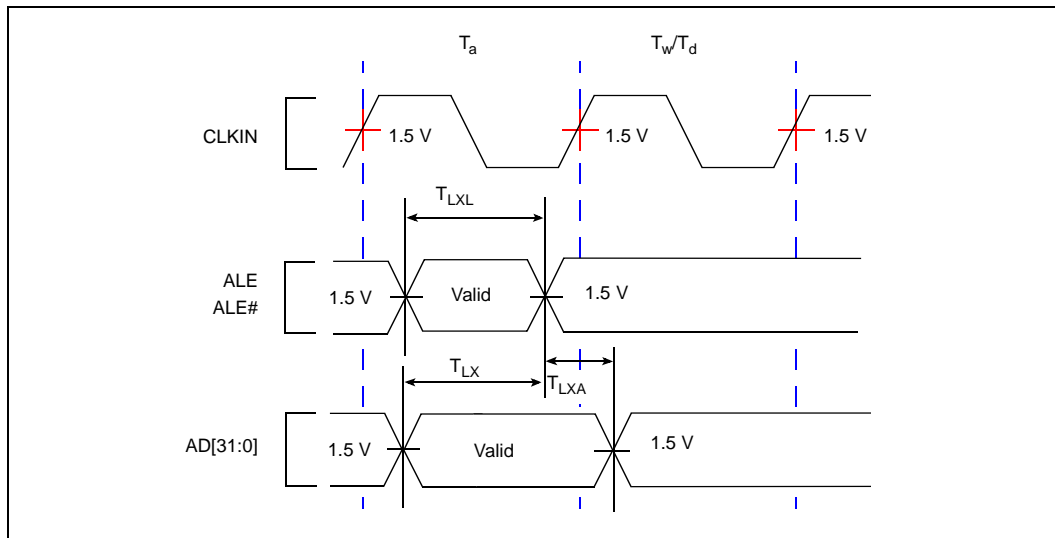 Ta
Tw/Td
CLKIN
1.5 V
1.5 V
1.5 V
TLXL
ALE
ALE#
1.5 V
Valid
1.5 V
TLX
TLXA
AD[31:0]
1.5 V
Valid
1.5 V